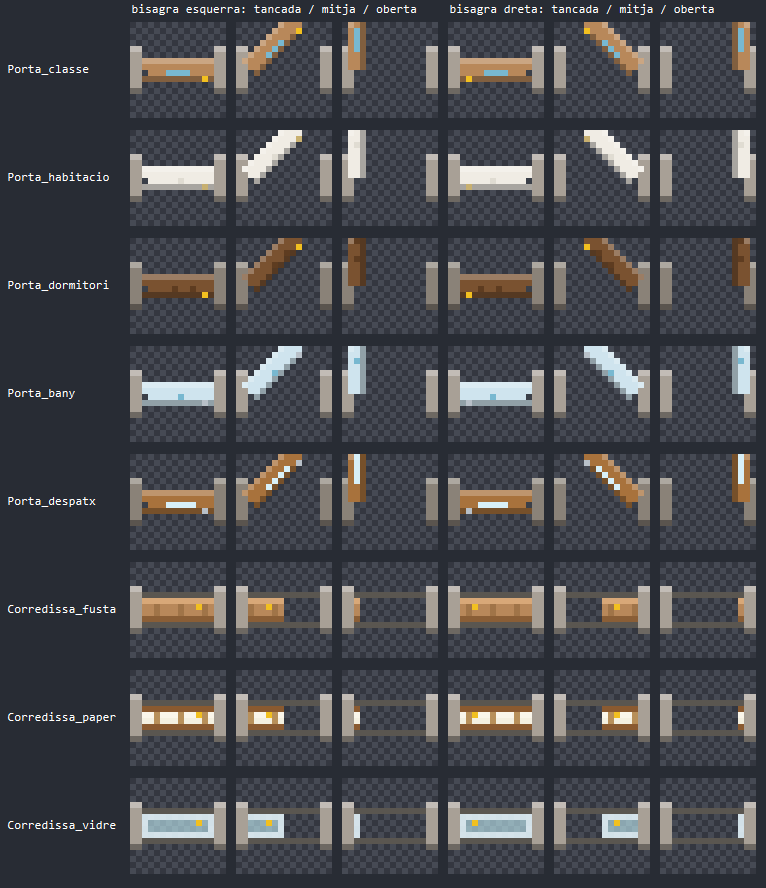 bisagra esquerra: tancada / mitja / oberta
bisagra dreta: tancada / mitja / oberta
Porta_classe
Porta_habitacio
Porta_dormitori
Porta_bany
Porta_despatx
Corredissa_fusta
Corredissa_paper
Corredissa_vidre